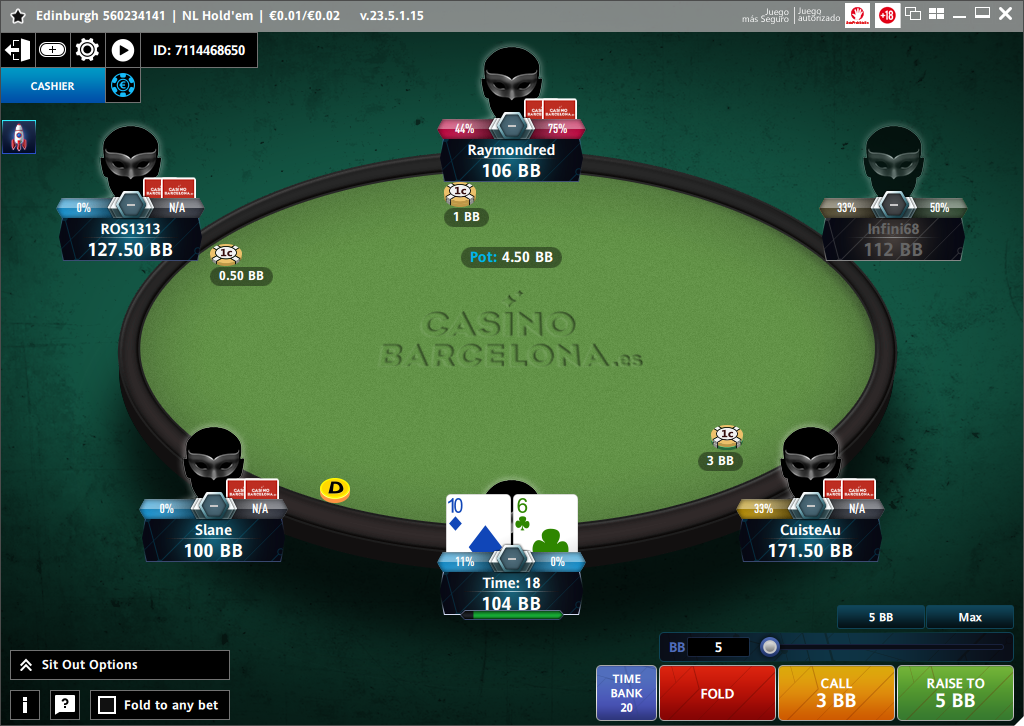 Edinburgh 560234141 | NL Hold'em | €0.01/€0.02 v.23.5.1.15
Juego más Seguro
Juego autorizado
+18
ID: 7114468650
CASHIER
44% 75%
Raymondred
106 BB
1c
1 BB
0% N/A
ROS1313
127.50 BB
1c
0.50 BB
33% 50%
Infini68
112 BB
Pot: 4.50 BB
CASINO
BARCELONA.es
1c
3 BB
D
0% N/A
Slane
100 BB
10 6
11% 0%
Time: 18
104 BB
33% N/A
CuisteAu
171.50 BB
5 BB Max
BB 5
Sit Out Options
Fold to any bet
TIME
BANK
20
FOLD
CALL
3 BB
RAISE TO
5 BB